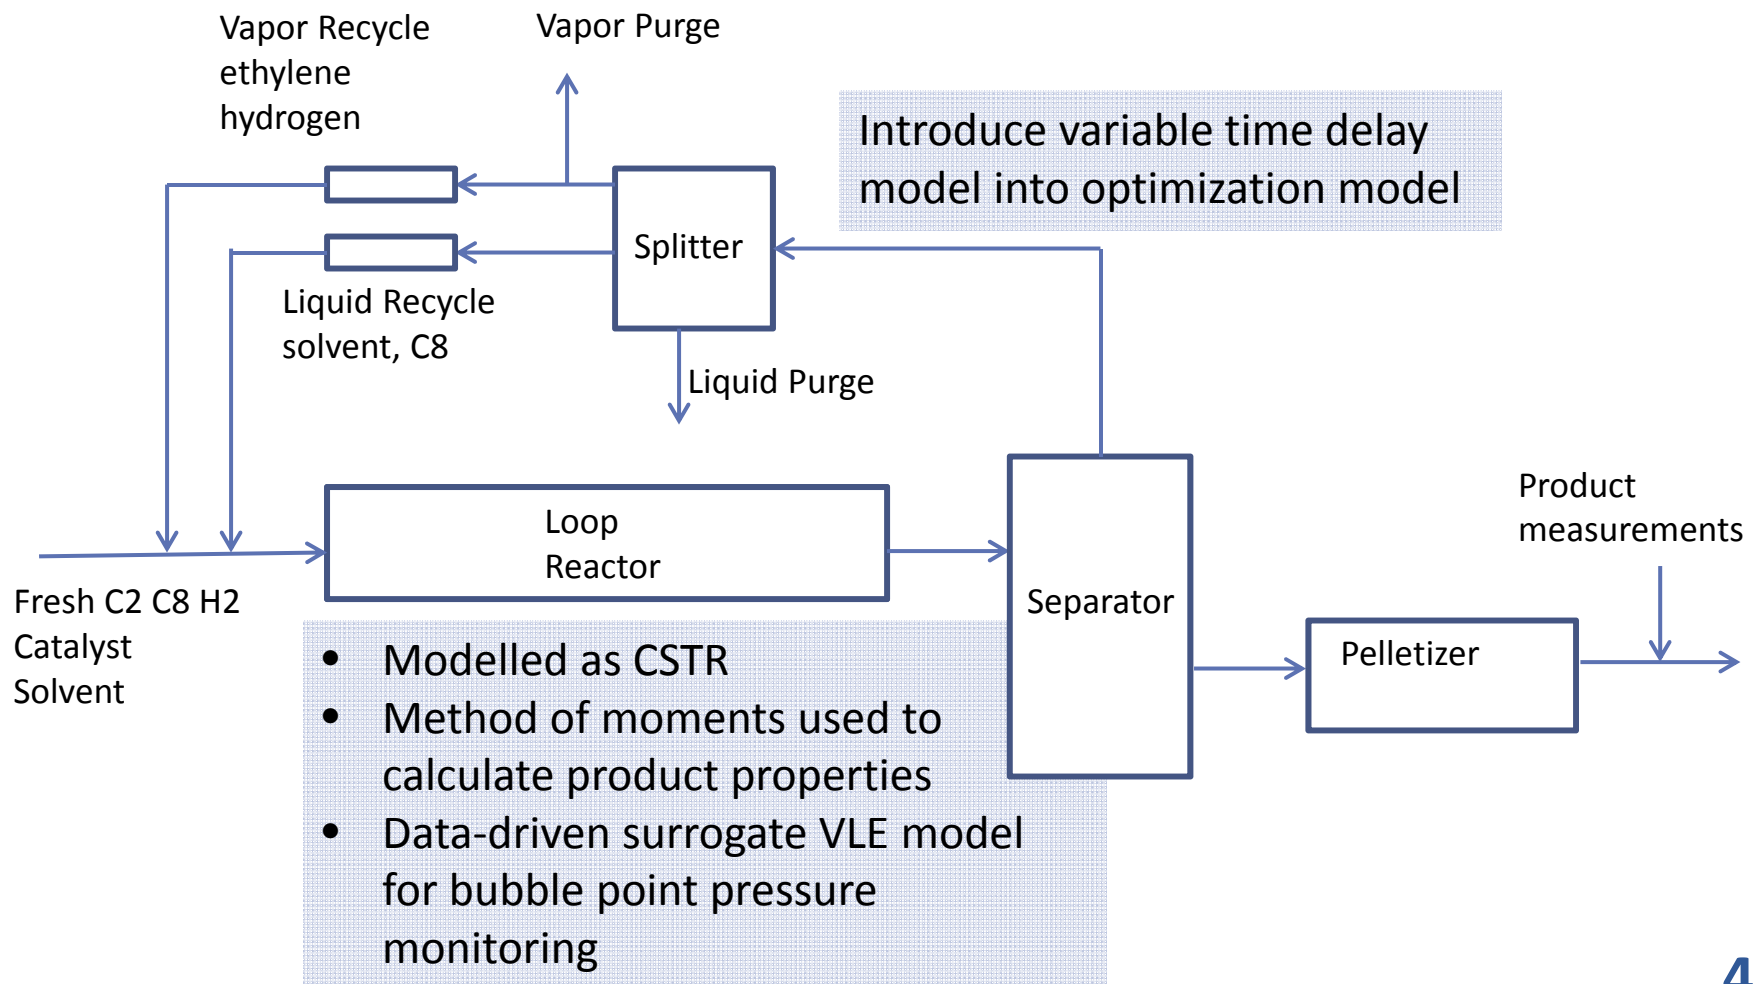 Vapor Recycle
ethylene
hydrogen
Vapor Purge
Introduce variable time delay
model into optimization model
Splitter
Liquid Recycle
solvent, C8
Liquid Purge
Loop
Reactor
Separator
Product
measurements
Pelletizer
Fresh C2 C8 H2
Catalyst
Solvent
• Modelled as CSTR
• Method of moments used to
calculate product properties
• Data-driven surrogate VLE model
for bubble point pressure
monitoring
4